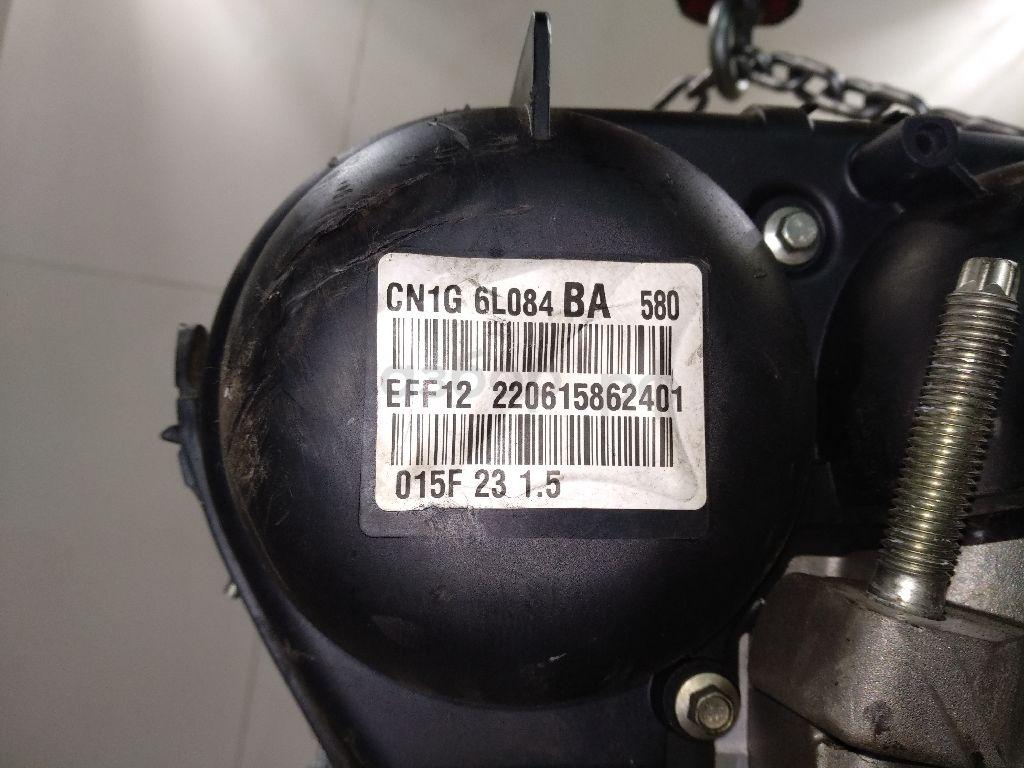 CN1G 6L084 BA 580
EFF12 220615862401
015F 23 1.5